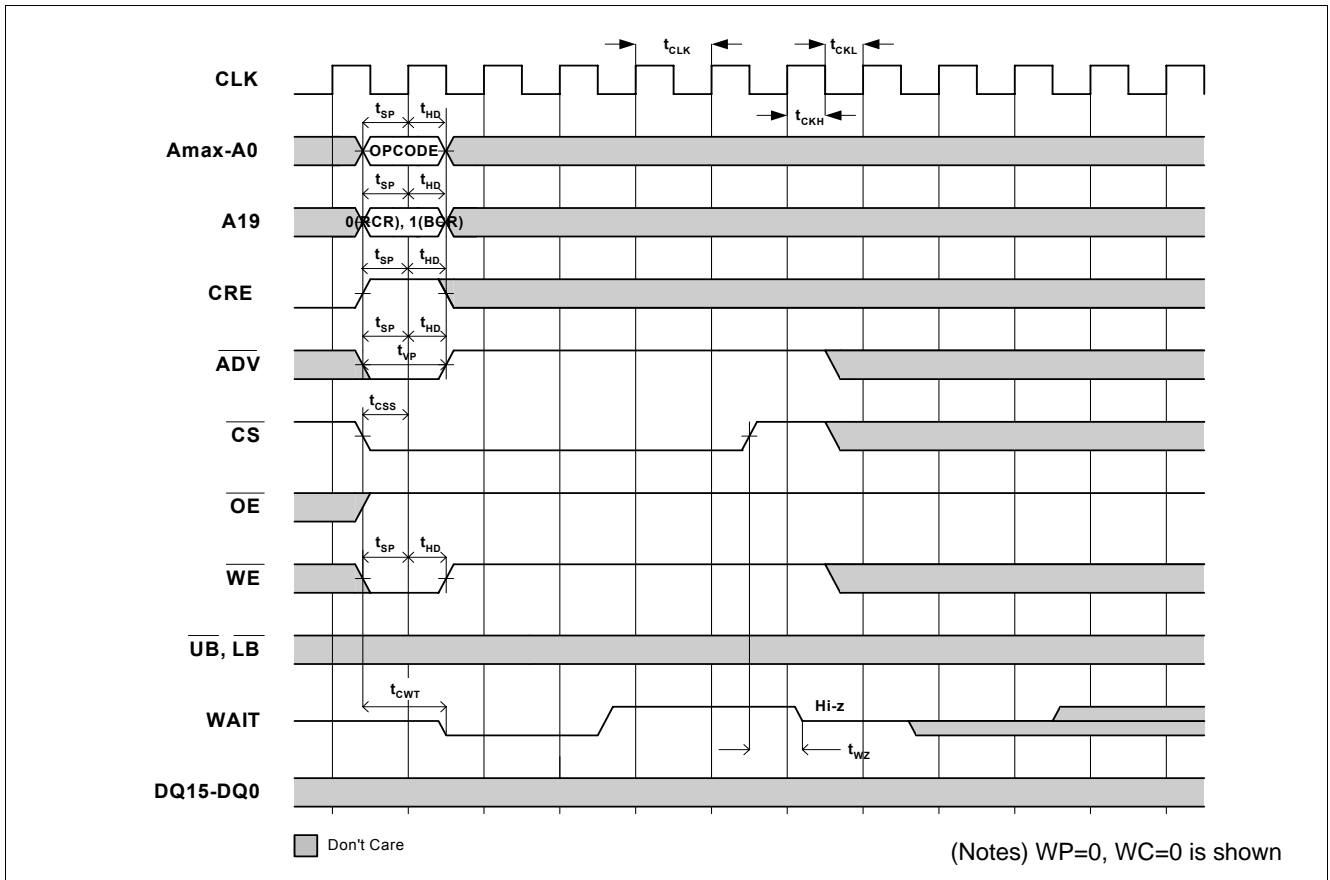 tCLK tCKL
CLK
tSP tHD tCKH
Amax-A0 OPCODE
tSP tHD
A19 0(RCR), 1(BCR)
tSP tHD
CRE
tSP tHD
ADV tVP
tCSS
CS
OE
tSP tHD
WE
UB, LB
tCWT
WAIT Hi-z
tWZ
DQ15-DQ0
Don't Care
(Notes) WP=0, WC=0 is shown